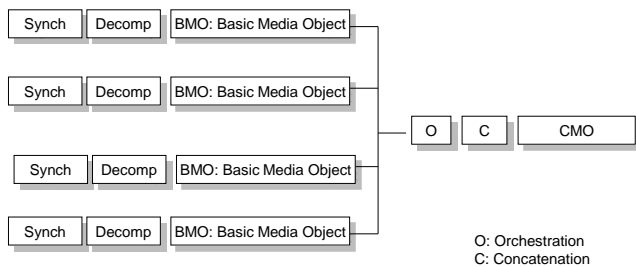 Synch Decomp BMO: Basic Media Object
Synch Decomp BMO: Basic Media Object
O C CMO
Synch Decomp BMO: Basic Media Object
Synch Decomp BMO: Basic Media Object
O: Orchestration
C: Concatenation